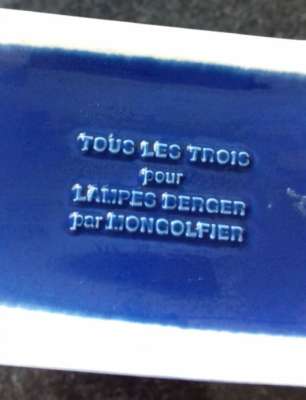 TOUS LES TROIS
pour
LAMPES BERGER
par MONGOLFIER